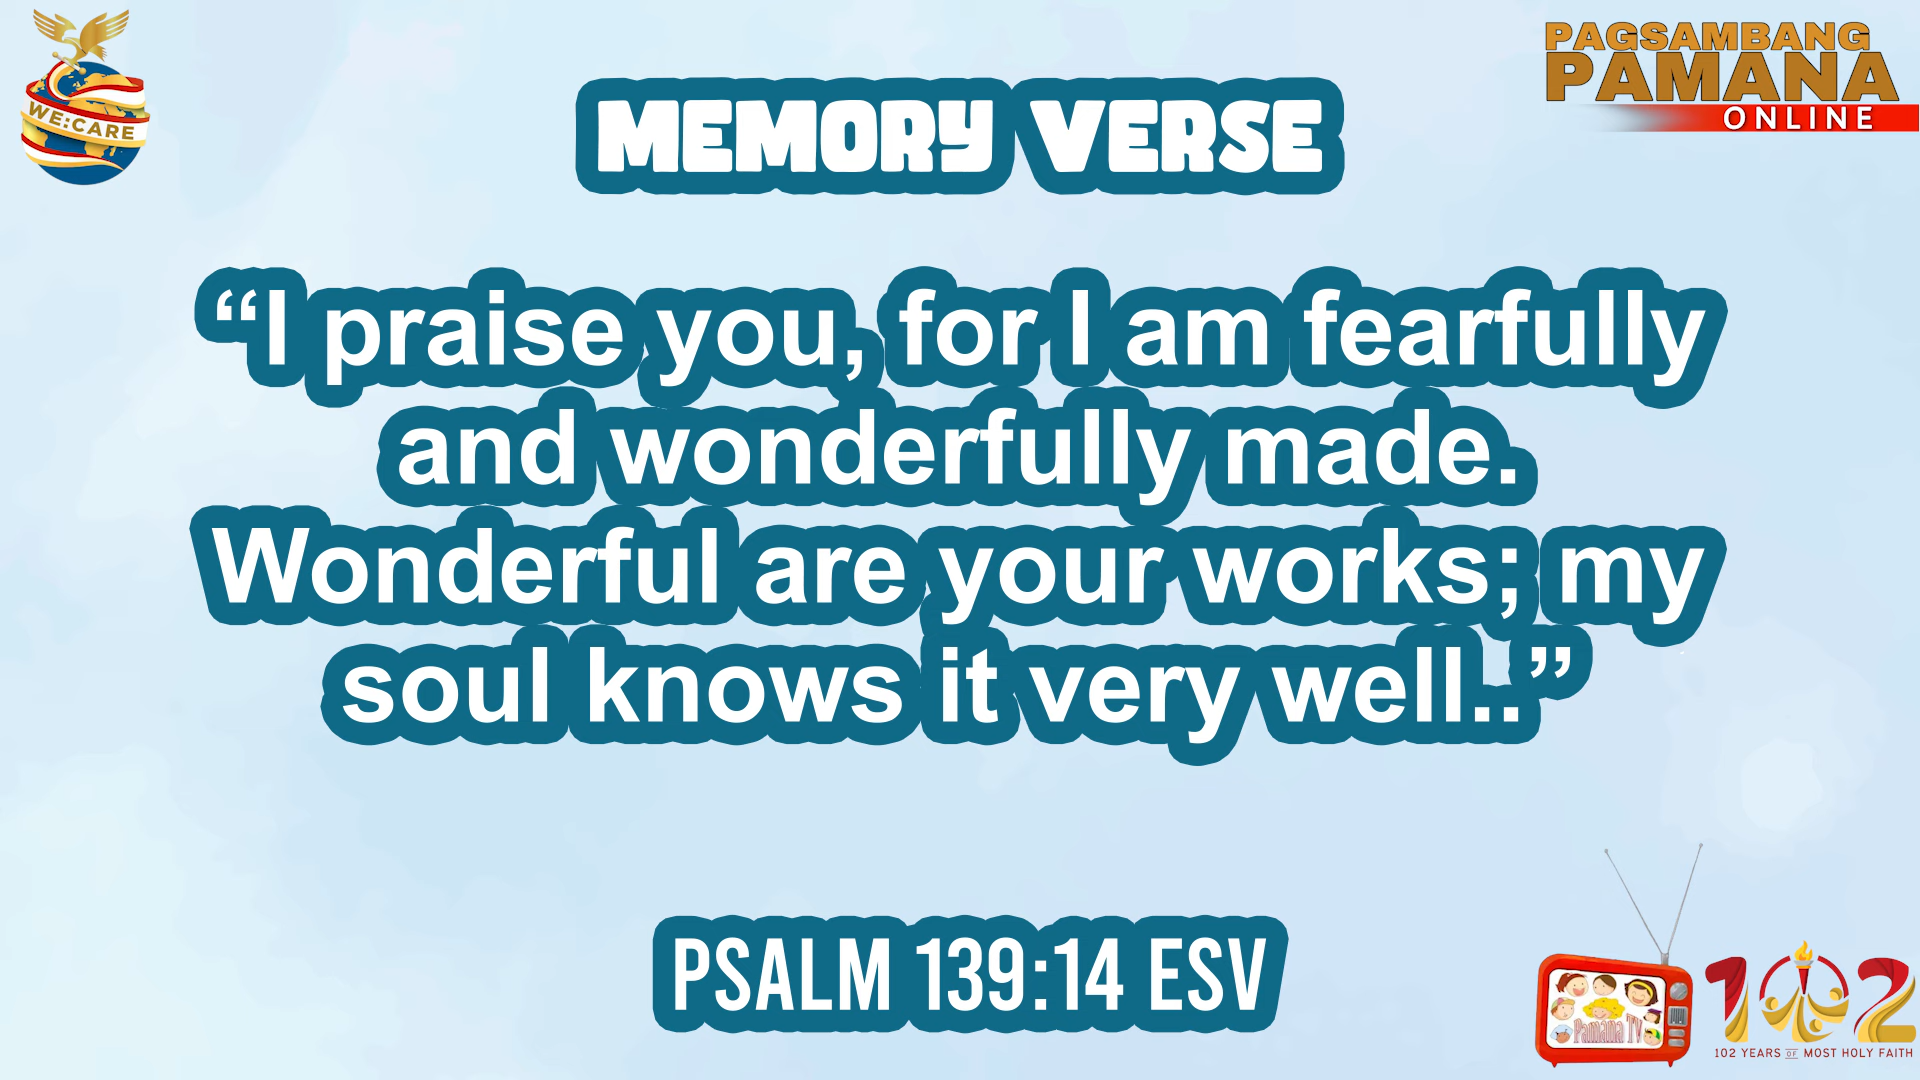 WE:CARE
PAGSAMBANG
PAMANA
ONLINE
MEMORY VERSE
“I praise you, for I am fearfully
and wonderfully made.
Wonderful are your works; my
soul knows it very well..”
PSALM 139:14 ESV
Pamana TV
102
102 YEARS OF MOST HOLY FAITH